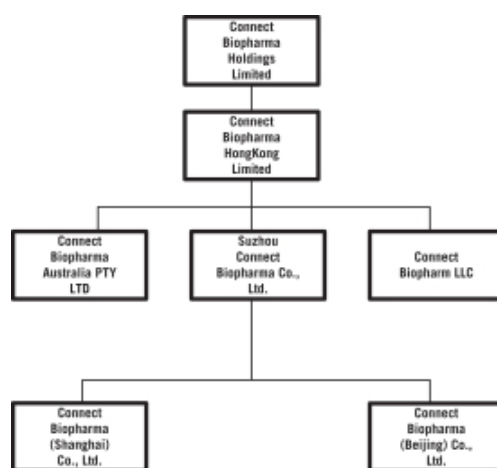 Connect
Biopharma
Holdings
Limited
Connect
Biopharma
HongKong
Limited
Connect
Biopharma
Australia PTY
LTD
Suzhou
Connect
Biopharma Co.,
Ltd.
Connect
Biopharm LLC
Connect
Biopharma
(Shanghai)
Co., Ltd.
Connect
Biopharma
(Beijing) Co.,
Ltd.